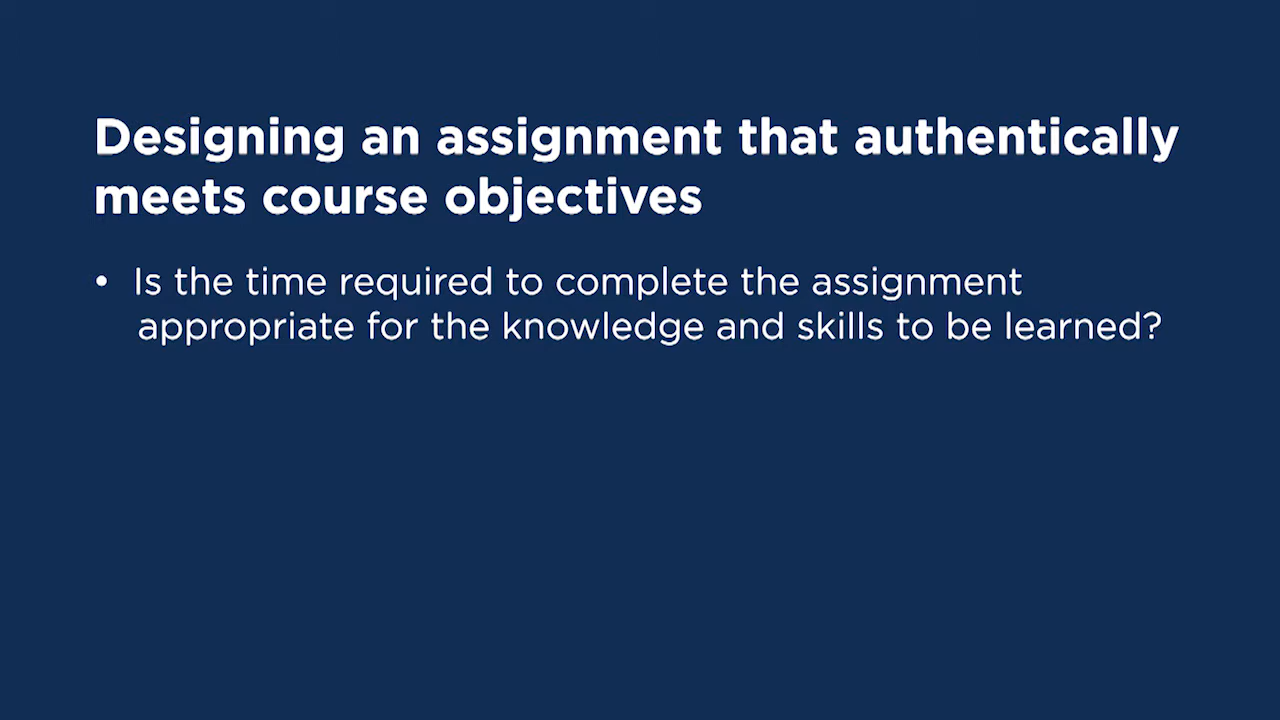 Designing an assignment that authentically
meets course objectives
• Is the time required to complete the assignment
appropriate for the knowledge and skills to be learned?